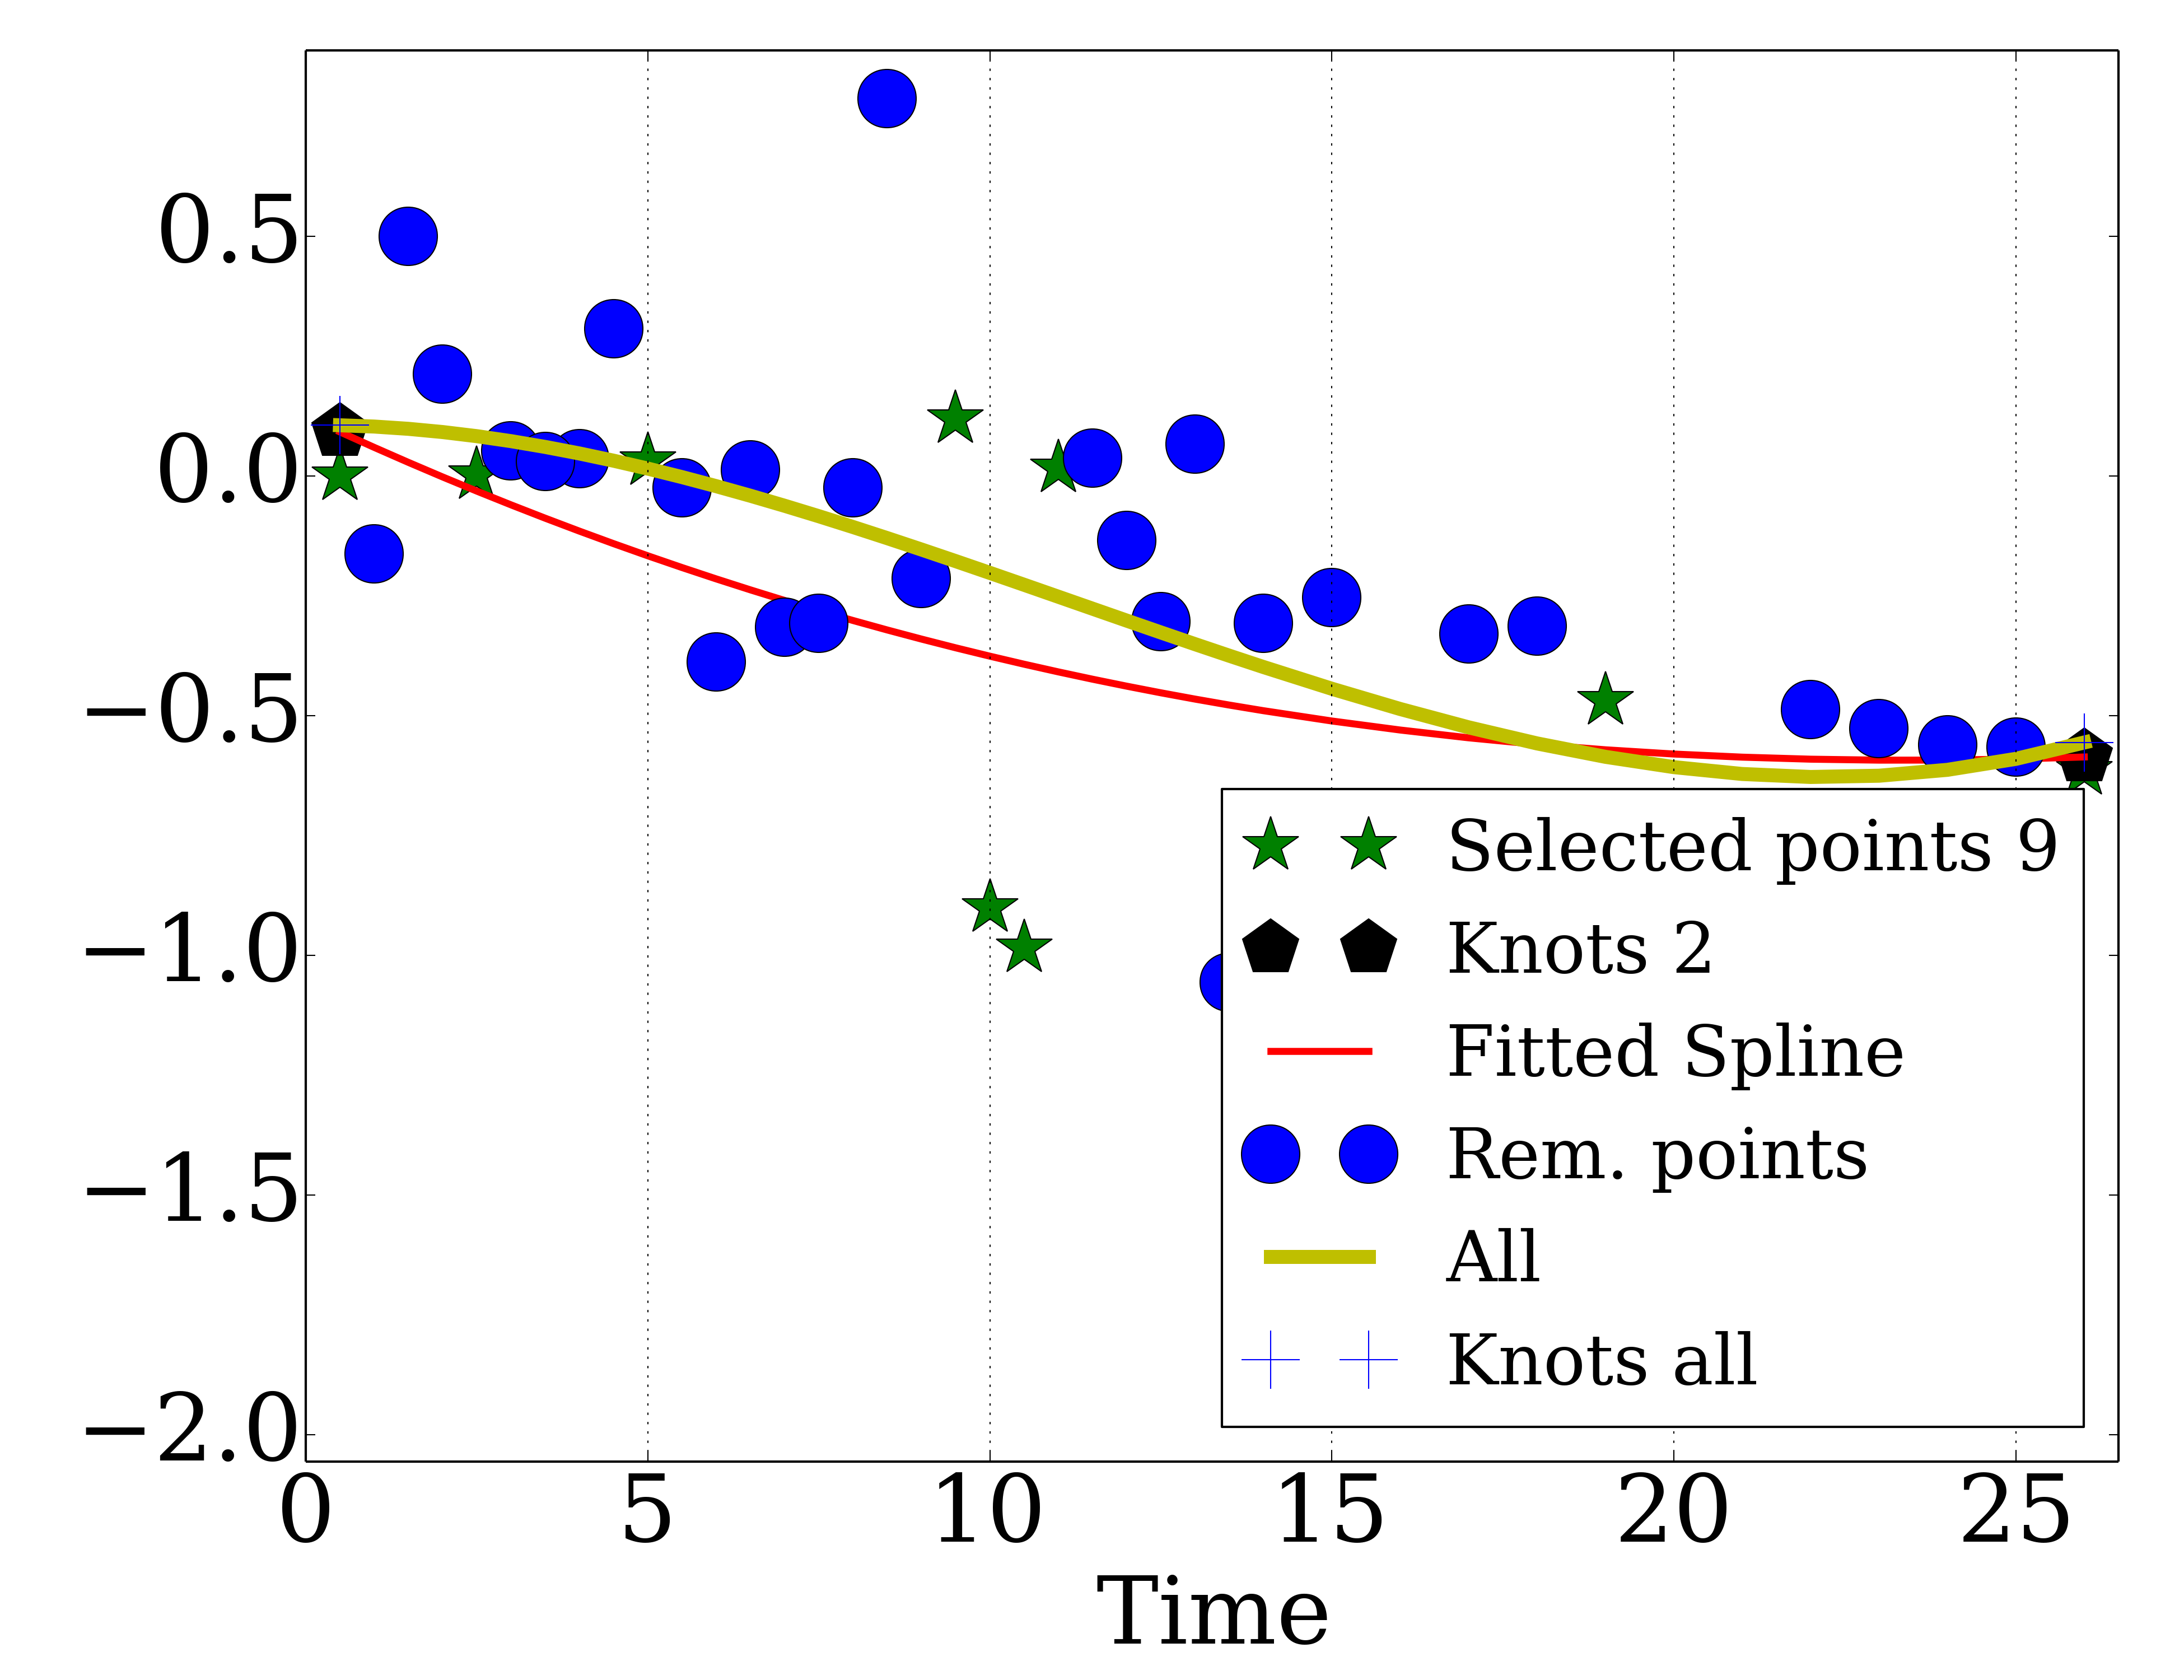 0.5
0.0
−0.5
−1.0
−1.5
−2.0
Selected points 9
Knots 2
Fitted Spline
Rem. points
All
Knots all
0 5 10 15 20 25
Time